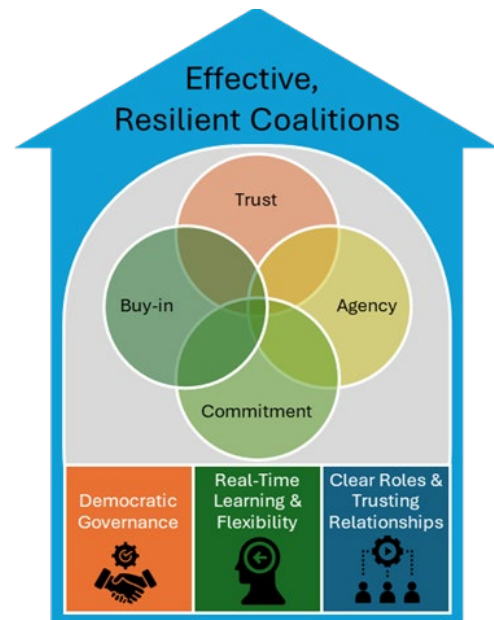 Effective,
Resilient Coalitions
Trust
Buy-in
Agency
Commitment
Democratic
Governance
Real-Time
Learning &
Flexibility
Clear Roles &
Trusting
Relationships